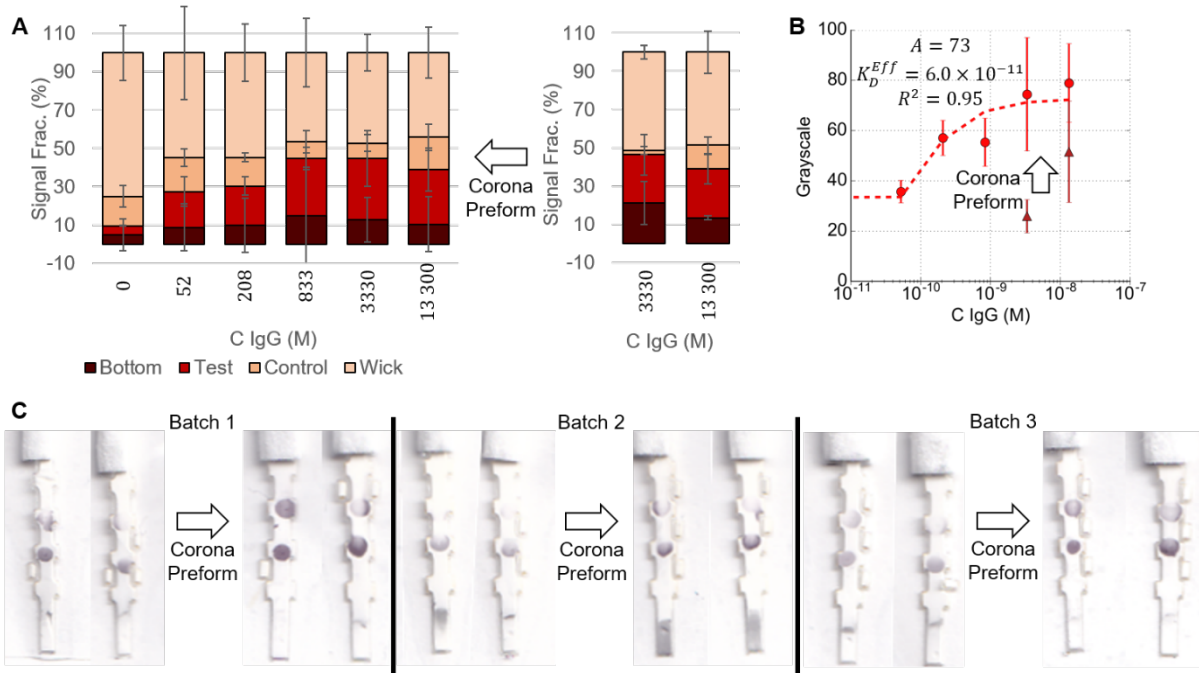 A
Signal Frac. (%)
110
90
70
50
30
10
-10
0
52
208
833
3330
13 300
C IgG (M)
Bottom
Test
Control
Wick
Corona
Preform
Signal Frac. (%)
110
90
70
50
30
10
-10
3330
13 300
C IgG (M)
B
Grayscale
100
80
60
40
20
0
A = 73
K_D^Eff = 6.0 × 10⁻¹¹
R² = 0.95
Corona
Preform
10⁻¹¹
10⁻¹⁰
10⁻⁹
10⁻⁸
10⁻⁷
C IgG (M)
C
Batch 1
Corona
Preform
Batch 2
Corona
Preform
Batch 3
Corona
Preform